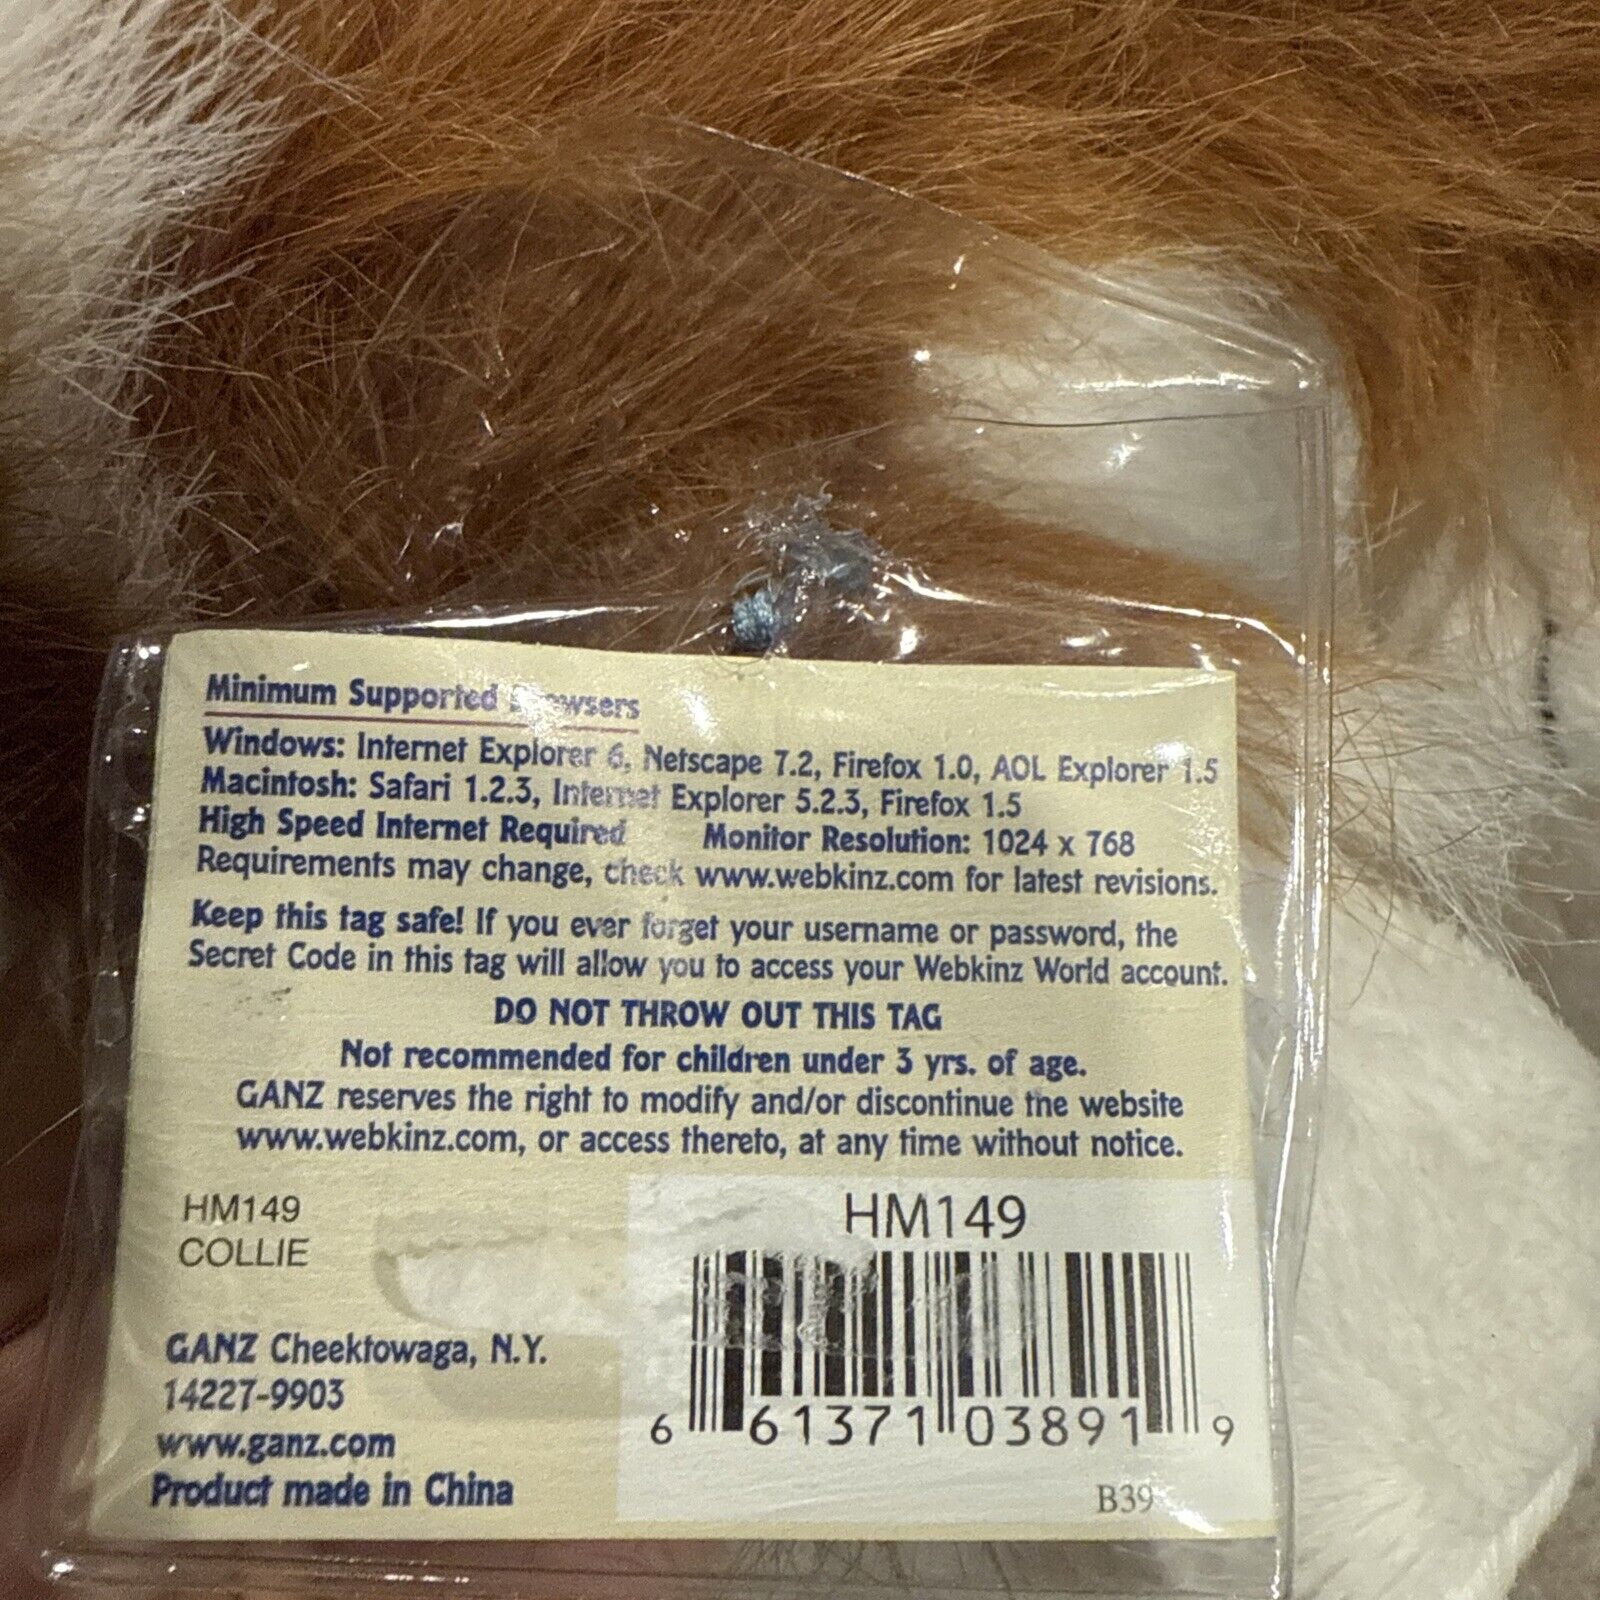 Minimum Supported Browsers
Windows: Internet Explorer 6, Netscape 7.2, Firefox 1.0, AOL Explorer 1.5
Macintosh: Safari 1.2.3, Internet Explorer 5.2.3, Firefox 1.5
High Speed Internet Required Monitor Resolution: 1024 x 768
Requirements may change, check www.webkinz.com for latest revisions.
Keep this tag safe! If you ever forget your username or password, the
Secret Code in this tag will allow you to access your Webkinz World account.
DO NOT THROW OUT THIS TAG
Not recommended for children under 3 yrs. of age.
GANZ reserves the right to modify and/or discontinue the website
www.webkinz.com, or access thereto, at any time without notice.
HM149
COLLIE
GANZ Cheektowaga, N.Y.
14227-9903
www.ganz.com
Product made in China
HM149
6 61371 03891 9
B39